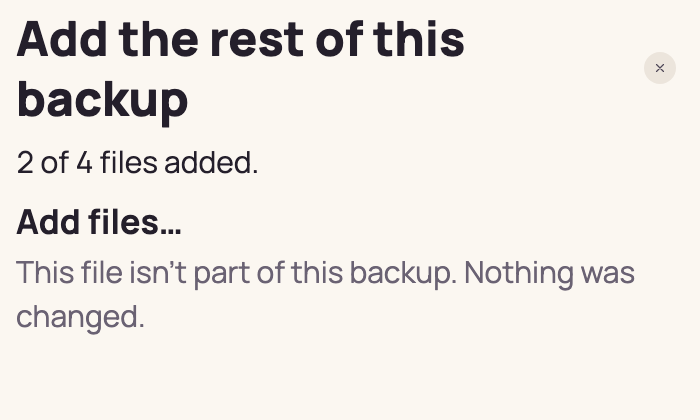 Add the rest of this
backup
2 of 4 files added.
Add files…
This file isn’t part of this backup. Nothing was
changed.